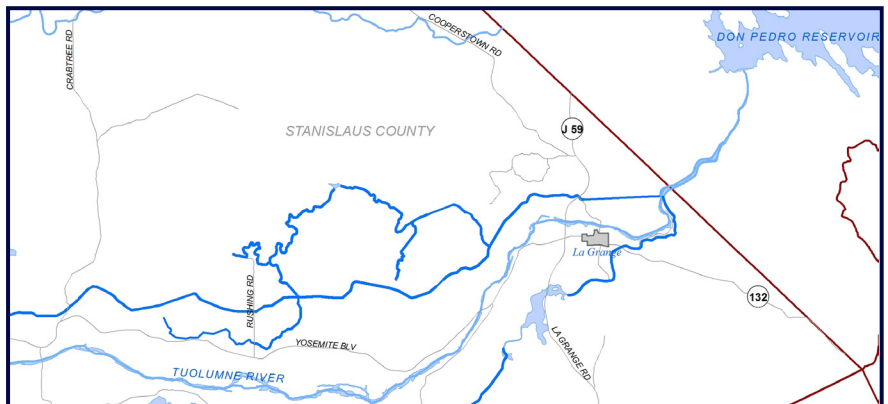 COOPERSTOWN RD
DON PEDRO RESERVOIR
CRABTREE RD
STANISLAUS COUNTY
J 59
La Grange
RUSHING RD
132
YOSEMITE BLV
LA GRANGE RD
TUOLUMNE RIVER